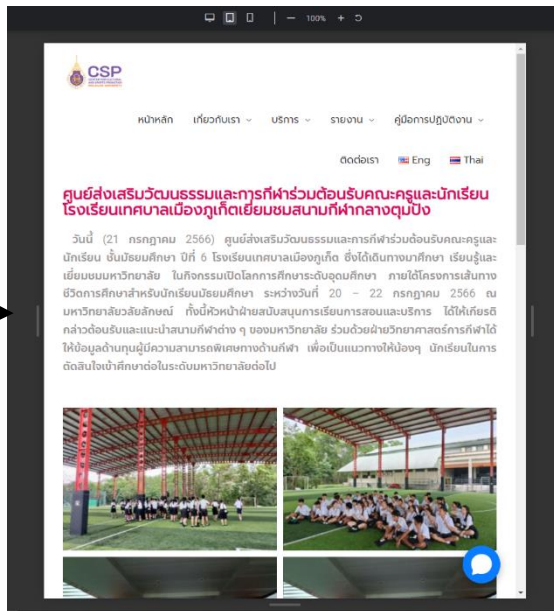 100%
CSP
หน้าหลัก เกี่ยวกับเรา บริการ รายงาน คู่มือการปฏิบัติงาน
ติดต่อเรา Eng Thai
ศูนย์ส่งเสริมวัฒนธรรมและการกีฬาร่วมต้อนรับคณะครูและนักเรียน
โรงเรียนเทศบาลเมืองภูเก็ตเยี่ยมชมสนามกีฬากลางตุมปัง
วันนี้ (21 กรกฎาคม 2566) ศูนย์ส่งเสริมวัฒนธรรมและการกีฬาร่วมต้อนรับคณะครูและ
นักเรียน ชั้นมัธยมศึกษา ปีที่ 6 โรงเรียนเทศบาลเมืองภูเก็ต ซึ่งได้เดินทางมาศึกษา เรียนรู้และ
เยี่ยมชมมหาวิทยาลัย ในกิจกรรมเปิดโลกการศึกษาระดับอุดมศึกษา ภายใต้โครงการเส้นทาง
ชีวิตการศึกษาสำหรับนักเรียนมัธยมศึกษา ระหว่างวันที่ 20 – 22 กรกฎาคม 2566 ณ
มหาวิทยาลัยวลัยลักษณ์ ทั้งนี้หัวหน้าฝ่ายสนับสนุนการเรียนการสอนและบริการ ได้ให้เกียรติ
กล่าวต้อนรับและแนะนำสนามกีฬาต่าง ๆ ของมหาวิทยาลัย ร่วมด้วยฝ่ายวิทยาศาสตร์การกีฬาได้
ให้ข้อมูลด้านทุนผู้มีความสามารถพิเศษทางด้านกีฬา เพื่อเป็นแนวทางให้น้องๆ นักเรียนในการ
ตัดสินใจเข้าศึกษาต่อในระดับมหาวิทยาลัยต่อไป